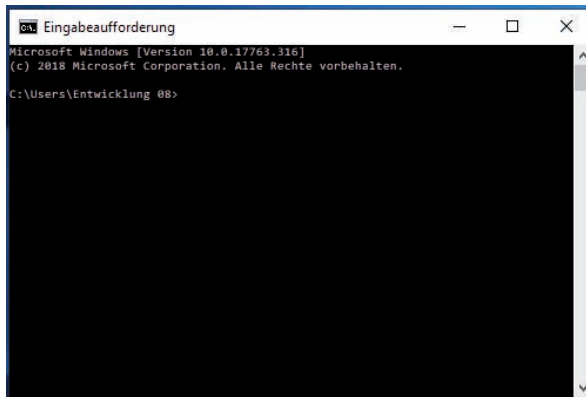 Eingabeaufforderung
Microsoft Windows [Version 10.0.17763.316]
(c) 2018 Microsoft Corporation. Alle Rechte vorbehalten.
C:\Users\Entwicklung 08>